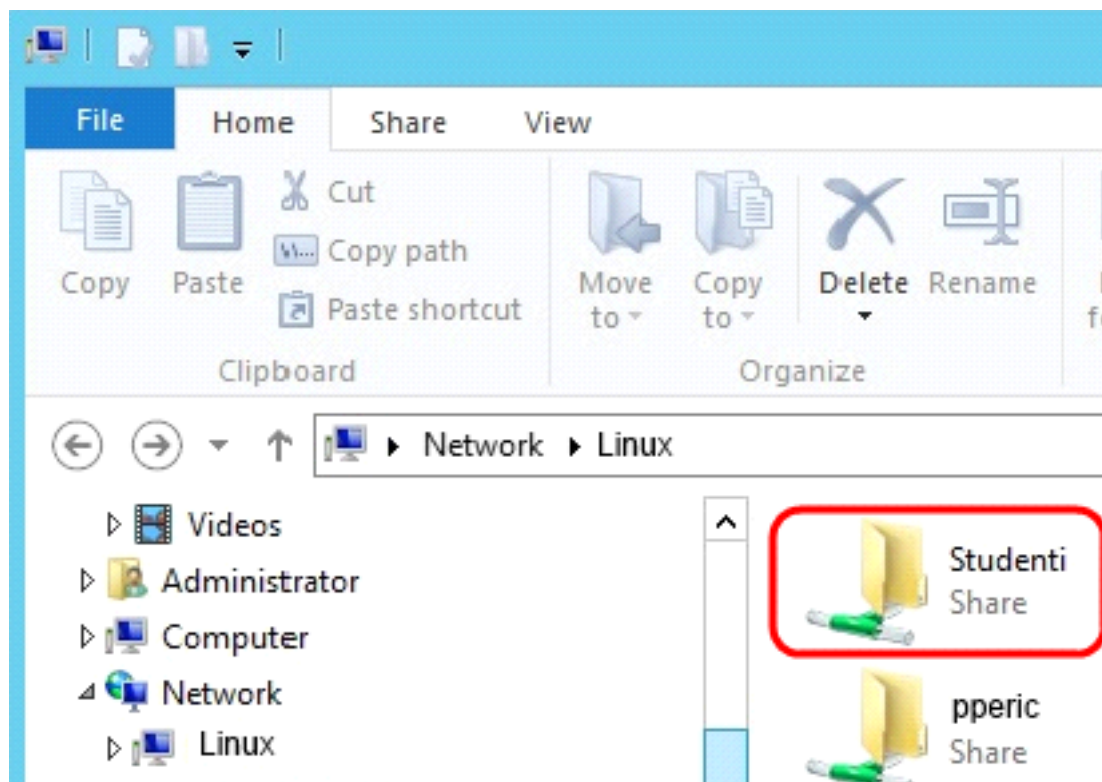 File Home Share View
Cut
Copy path
Paste shortcut
Copy Paste
Move to
Copy to
Delete Rename
Clipboard Organize
Network Linux
Videos
Administrator
Computer
Network
Linux
Studenti
Share
pperic
Share